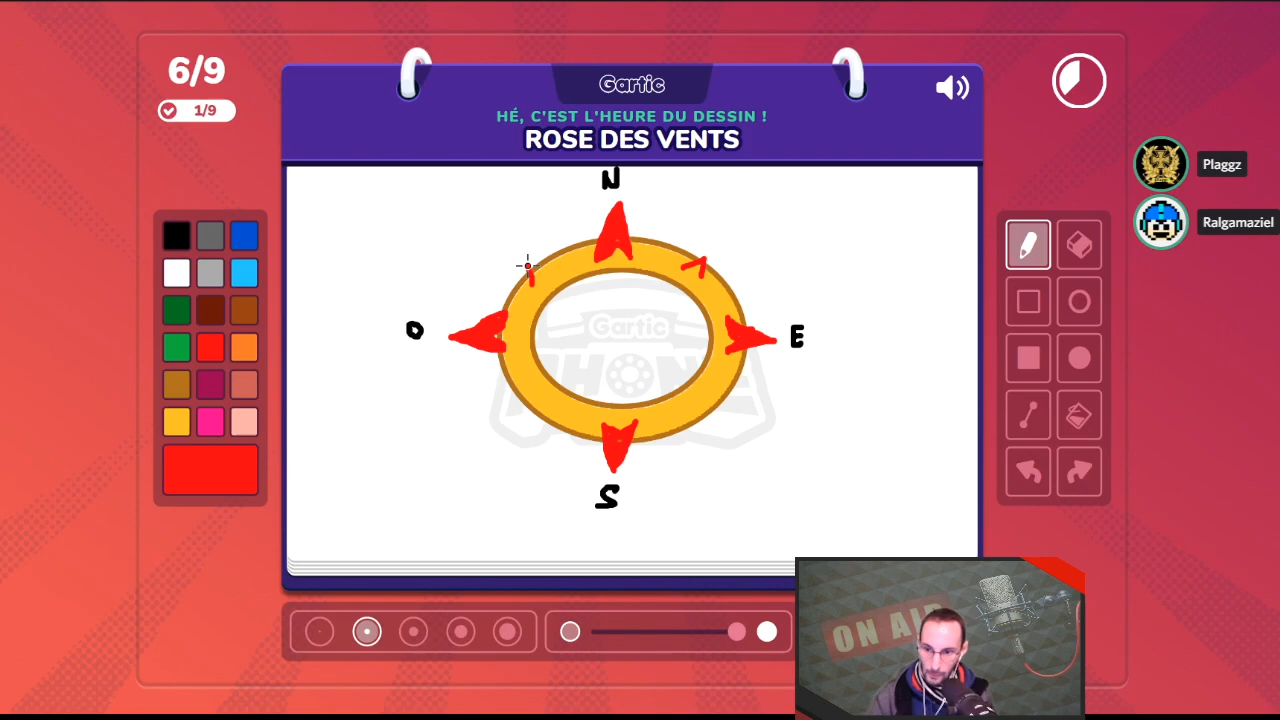 6/9
1/9
Gartic
HÉ, C'EST L'HEURE DU DESSIN !
ROSE DES VENTS
N
O
E
S
Gartic
PHONE
Plaggz
Ralgamaziel
ON AIR